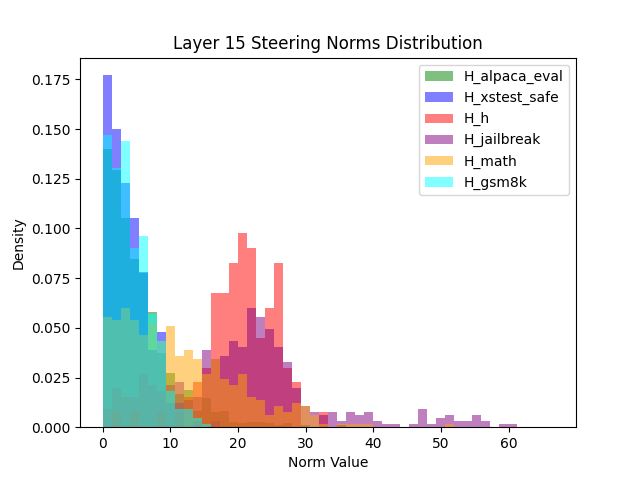 Layer 15 Steering Norms Distribution
H_alpaca_eval
H_xstest_safe
H_h
H_jailbreak
H_math
H_gsm8k
Density
0.175
0.150
0.125
0.100
0.075
0.050
0.025
0.000
0 10 20 30 40 50 60
Norm Value